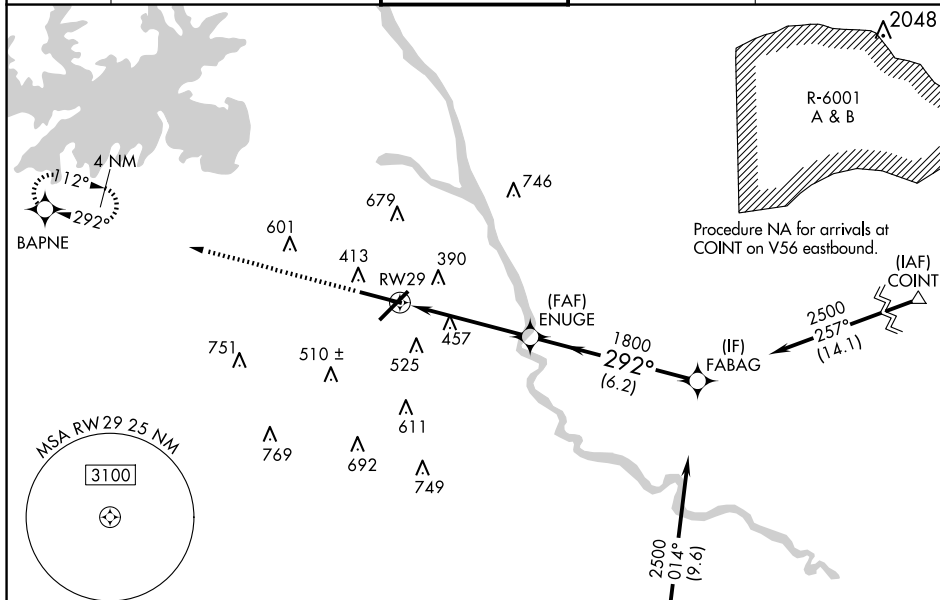 2048
R-6001
A & B
4 NM
112°
292°
BAPNE
746
679
601
413
390
RW29
Procedure NA for arrivals at
COINT on V56 eastbound.
(IAF)
COINT
2500
257°
(14.1)
(FAF)
ENUGE
457
1800
292°
(6.2)
(IF)
FABAG
751
510 ±
525
611
769
692
749
MSA RW29 25 NM
3100
2500
014°
(9.6)